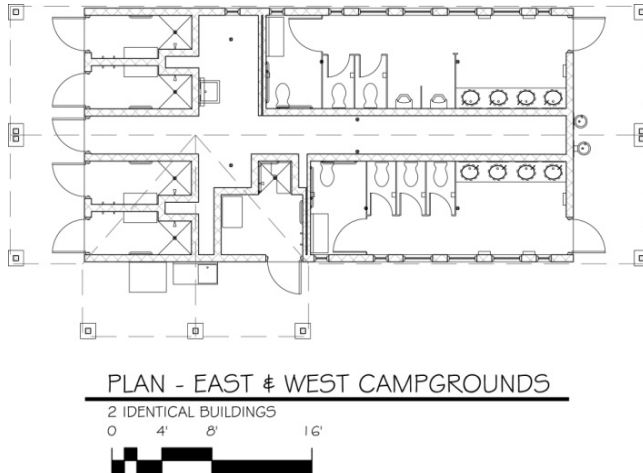 PLAN - EAST & WEST CAMPGROUNDS
2 IDENTICAL BUILDINGS
0 4' 8' 16'